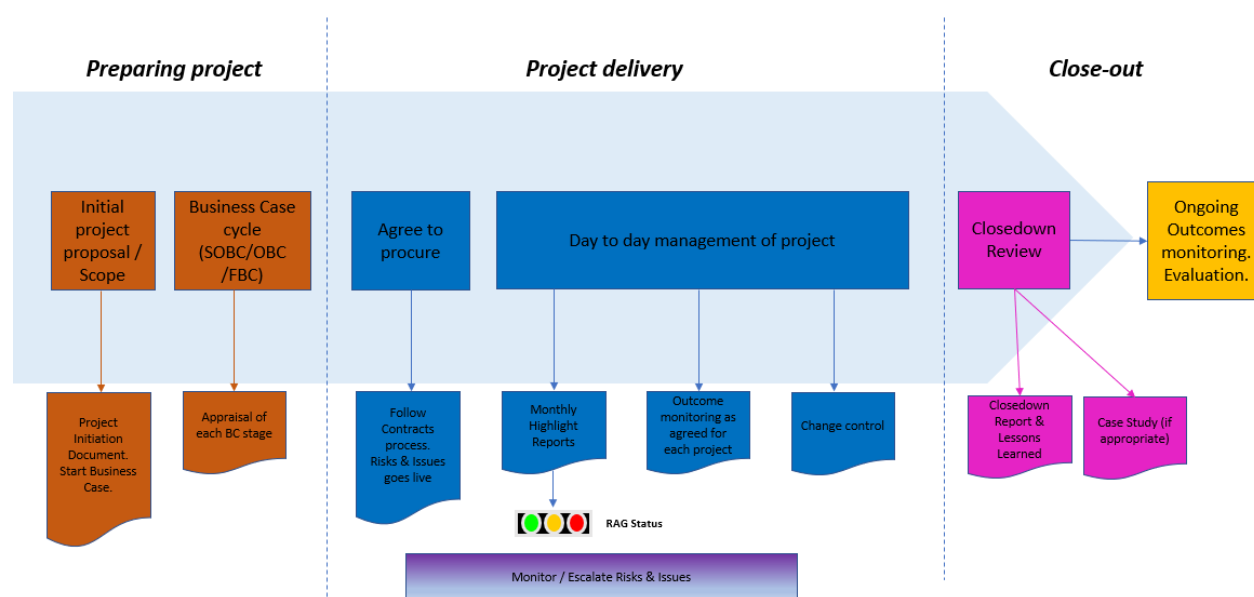 Preparing project
Project delivery
Close-out
Initial
project
proposal /
Scope
Business Case
cycle
(SOBC/OBC
/FBC)
Agree to
procure
Day to day management of project
Closedown
Review
Ongoing
Outcomes
monitoring.
Evaluation.
Project
Initiation
Document.
Start Business
Case.
Appraisal of
each BC stage
Follow
Contracts
process.
Risks & Issues
goes live
Monthly
Highlight
Reports
Outcome
monitoring as
agreed for
each project
Change control
Closedown
Report &
Lessons
Learned
Case Study (if
appropriate)
RAG Status
Monitor / Escalate Risks & Issues